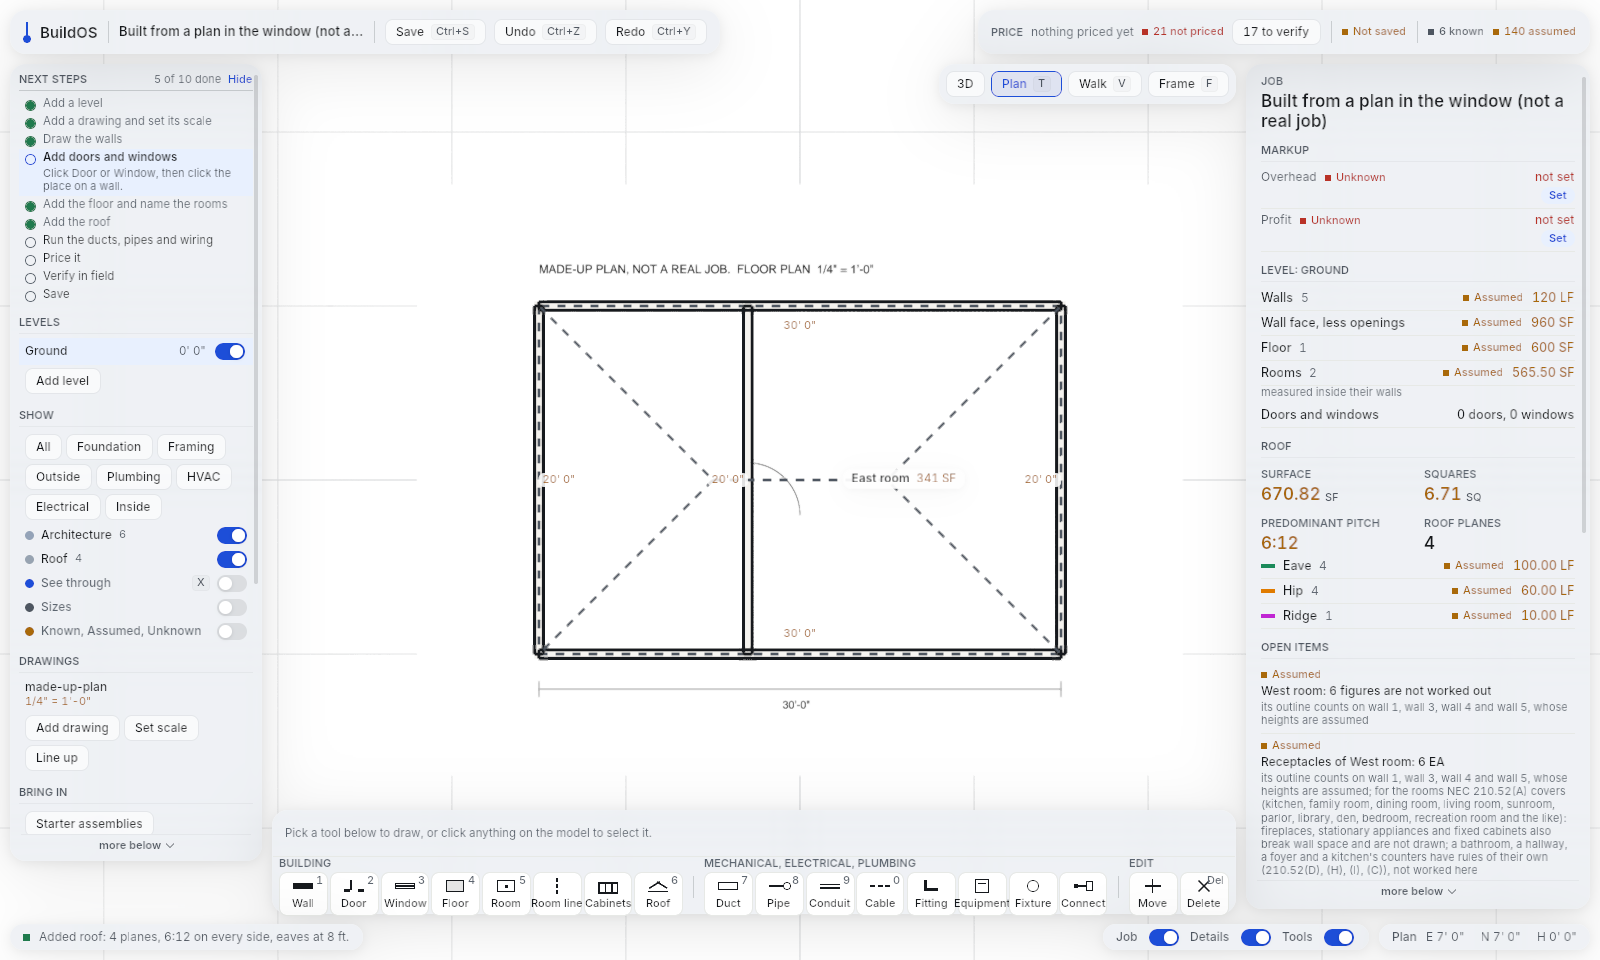 BuildOS
Built from a plan in the window (not a...
Save Ctrl+S
Undo Ctrl+Z
Redo Ctrl+Y
PRICE nothing priced yet
21 not priced
17 to verify
Not saved
6 known
140 assumed
3D
Plan T
Walk V
Frame F
NEXT STEPS 5 of 10 done Hide
Add a level
Add a drawing and set its scale
Draw the walls
Add doors and windows
Click Door or Window, then click the
place on a wall.
Add the floor and name the rooms
Add the roof
Run the ducts, pipes and wiring
Price it
Verify in field
Save
LEVELS
Ground 0' 0"
Add level
SHOW
All Foundation Framing
Outside Plumbing HVAC
Electrical Inside
Architecture 6
Roof 4
See through X
Sizes
Known, Assumed, Unknown
DRAWINGS
made-up-plan
1/4" = 1'-0"
Add drawing Set scale
Line up
BRING IN
Starter assemblies
more below
MADE-UP PLAN, NOT A REAL JOB. FLOOR PLAN 1/4" = 1'-0"
30' 0"
20' 0"
20' 0"
East room 341 SF
20' 0"
30' 0"
30'-0"
Pick a tool below to draw, or click anything on the model to select it.
BUILDING
Wall 1
Door 2
Window 3
Floor 4
Room 5
Room line
Cabinets
Roof 6
MECHANICAL, ELECTRICAL, PLUMBING
Duct 7
Pipe 8
Conduit 9
Cable 0
Fitting
Equipment
Fixture
Connect
EDIT
Move
Delete Del
JOB
Built from a plan in the window (not a
real job)
MARKUP
Overhead Unknown not set
Set
Profit Unknown not set
Set
LEVEL: GROUND
Walls 5 Assumed 120 LF
Wall face, less openings Assumed 960 SF
Floor 1 Assumed 600 SF
Rooms 2 Assumed 565.50 SF
measured inside their walls
Doors and windows 0 doors, 0 windows
ROOF
SURFACE SQUARES
670.82 SF 6.71 SQ
PREDOMINANT PITCH ROOF PLANES
6:12 4
Eave 4 Assumed 100.00 LF
Hip 4 Assumed 60.00 LF
Ridge 1 Assumed 10.00 LF
OPEN ITEMS
Assumed
West room: 6 figures are not worked out
its outline counts on wall 1, wall 3, wall 4 and wall 5, whose
heights are assumed
Assumed
Receptacles of West room: 6 EA
its outline counts on wall 1, wall 3, wall 4 and wall 5, whose
heights are assumed; for the rooms NEC 210.52(A) covers
(kitchen, family room, dining room, living room, sunroom,
parlor, library, den, bedroom, recreation room and the like):
fireplaces, stationary appliances and fixed cabinets also
break wall space and are not drawn; a bathroom, a hallway,
a foyer and a kitchen's counters have rules of their own
(210.52(D), (H), (I), (C)), not worked here
more below
Added roof: 4 planes, 6:12 on every side, eaves at 8 ft.
Job Details Tools
Plan E 7' 0" N 7' 0" H 0' 0"